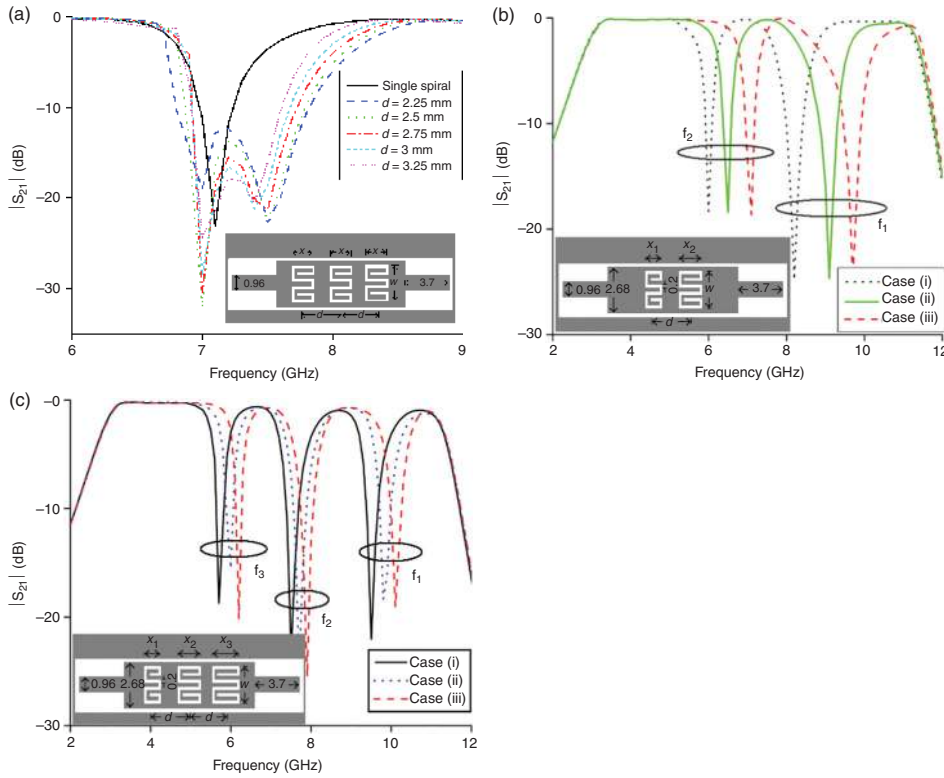 (a)
0
−10
−20
−30
|S21| (dB)
Single spiral
d = 2.25 mm
d = 2.5 mm
d = 2.75 mm
d = 3 mm
d = 3.25 mm
x x x
0.96
w
3.7
d d
6 7 8 9
Frequency (GHz)
(b)
−0
−10
−20
−30
|S21| (dB)
f2
f1
x1 x2
0.96
2.68
0.2
w
3.7
d
Case (i)
Case (ii)
Case (iii)
2 4 6 8 10 12
Frequency (GHz)
(c)
−0
−10
−20
−30
|S21| (dB)
f3
f2
f1
x1 x2 x3
0.96
2.68
0.2
w
3.7
d d
Case (i)
Case (ii)
Case (iii)
2 4 6 8 10 12
Frequency (GHz)